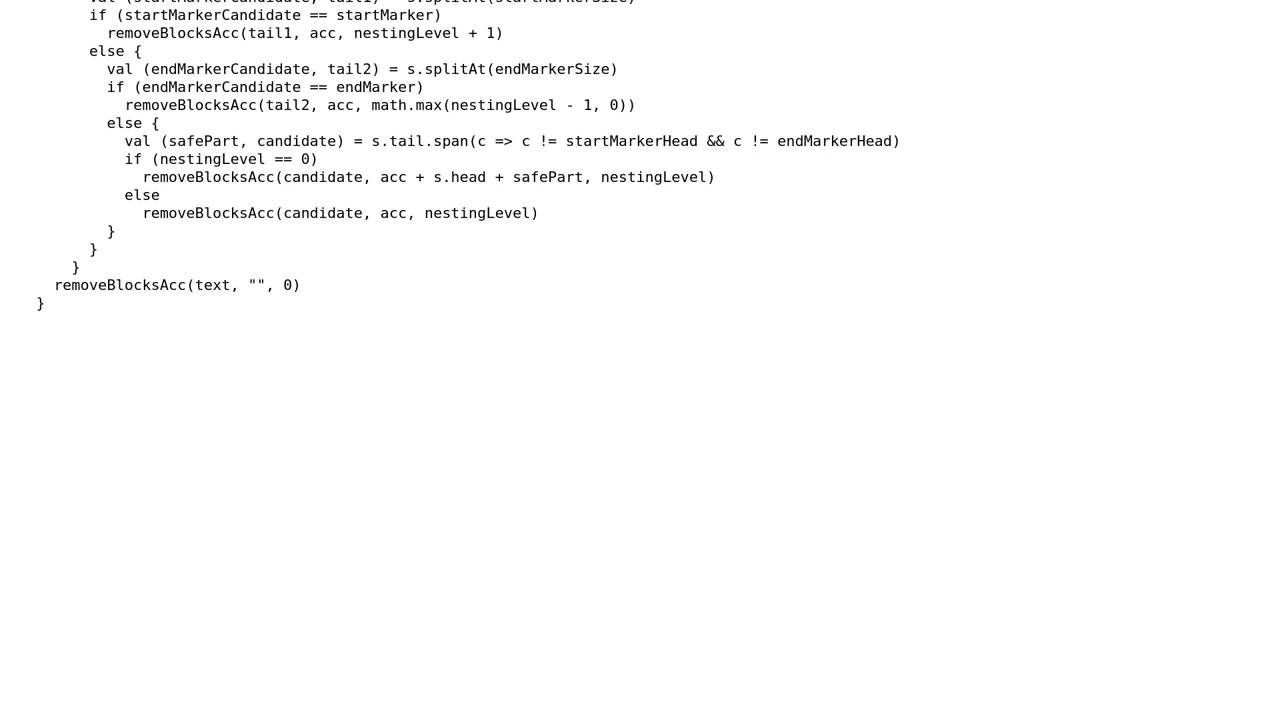 if (startMarkerCandidate == startMarker)
removeBlocksAcc(tail1, acc, nestingLevel + 1)
else {
val (endMarkerCandidate, tail2) = s.splitAt(endMarkerSize)
if (endMarkerCandidate == endMarker)
removeBlocksAcc(tail2, acc, math.max(nestingLevel - 1, 0))
else {
val (safePart, candidate) = s.tail.span(c => c != startMarkerHead && c != endMarkerHead)
if (nestingLevel == 0)
removeBlocksAcc(candidate, acc + s.head + safePart, nestingLevel)
else
removeBlocksAcc(candidate, acc, nestingLevel)
}
}
}
removeBlocksAcc(text, "", 0)
}